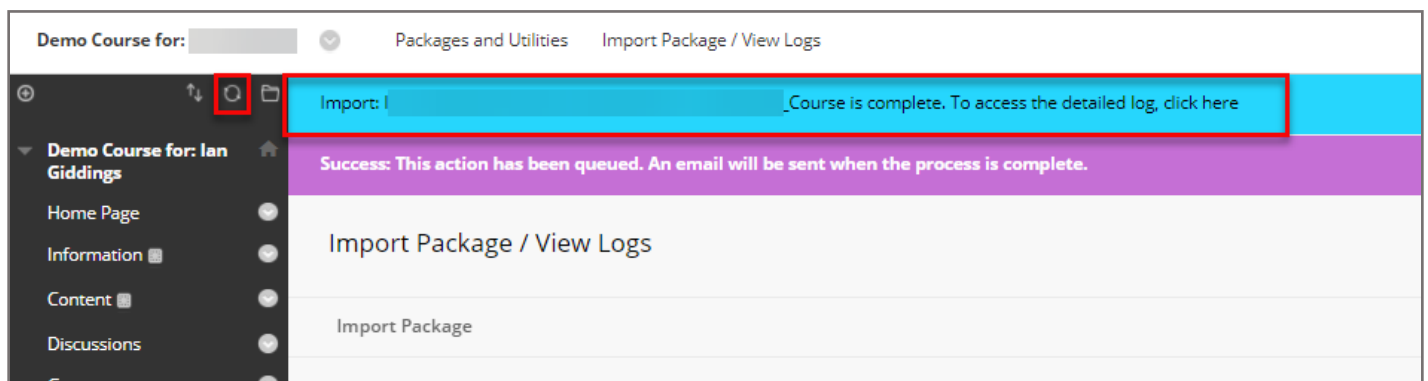 Demo Course for:
Packages and Utilities
Import Package / View Logs
Import: I
_Course is complete. To access the detailed log, click here
Demo Course for: Ian
Giddings
Success: This action has been queued. An email will be sent when the process is complete.
Home Page
Information
Import Package / View Logs
Content
Import Package
Discussions